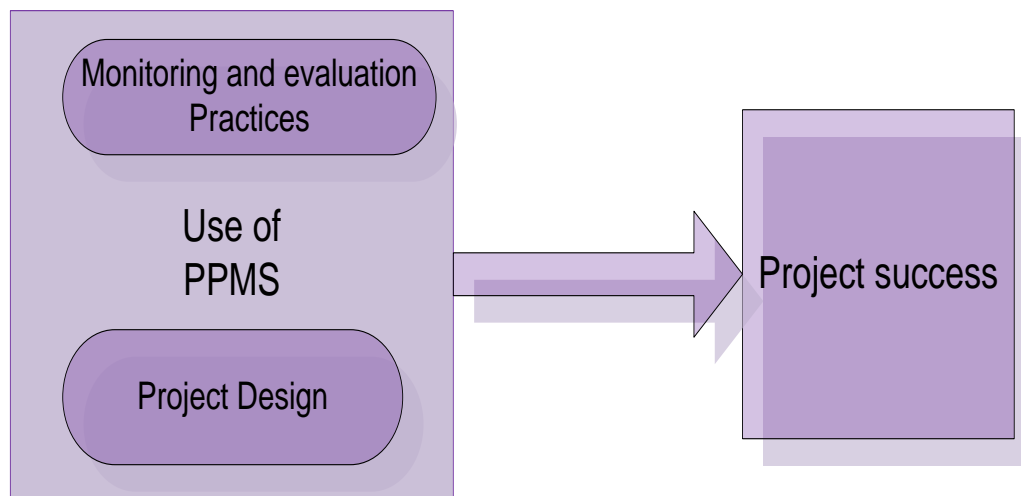 Monitoring and evaluation
Practices
Use of
PPMS
Project Design
Project success